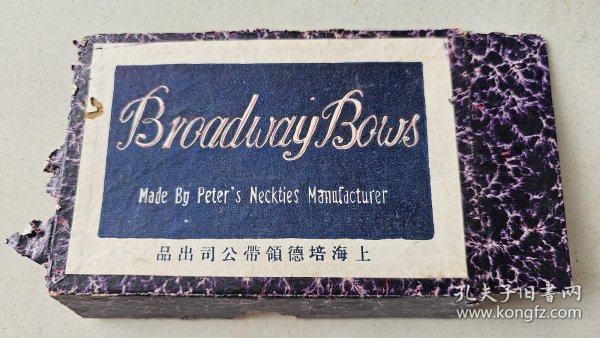 Broadway Bows
Made By Peter's Neckties Manufacturer
上海培德領帶公司出品
孔夫子旧书网
www.kongfz.com